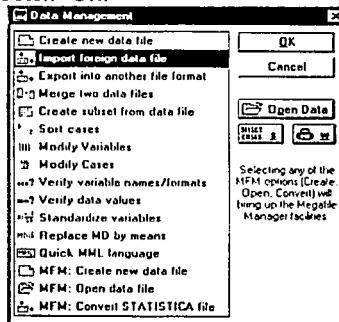 Data Management
Create new data file
Import foreign data file
Export into another file format
Merge two data files
Create subset from data file
Sort cases
Modify Variables
Modify Cases
Verify variable names/formats
Verify data values
Standardize variables
Replace MD by means
Quick MML language
MFM: Create new data file
MFM: Open data file
MFM: Convert STATISTICA file
OK
Cancel
Open Data
SELECT CASES
Selecting any of the
MFM options (Create,
Open, Convert) will
bring up the Megafile
Manager facilities